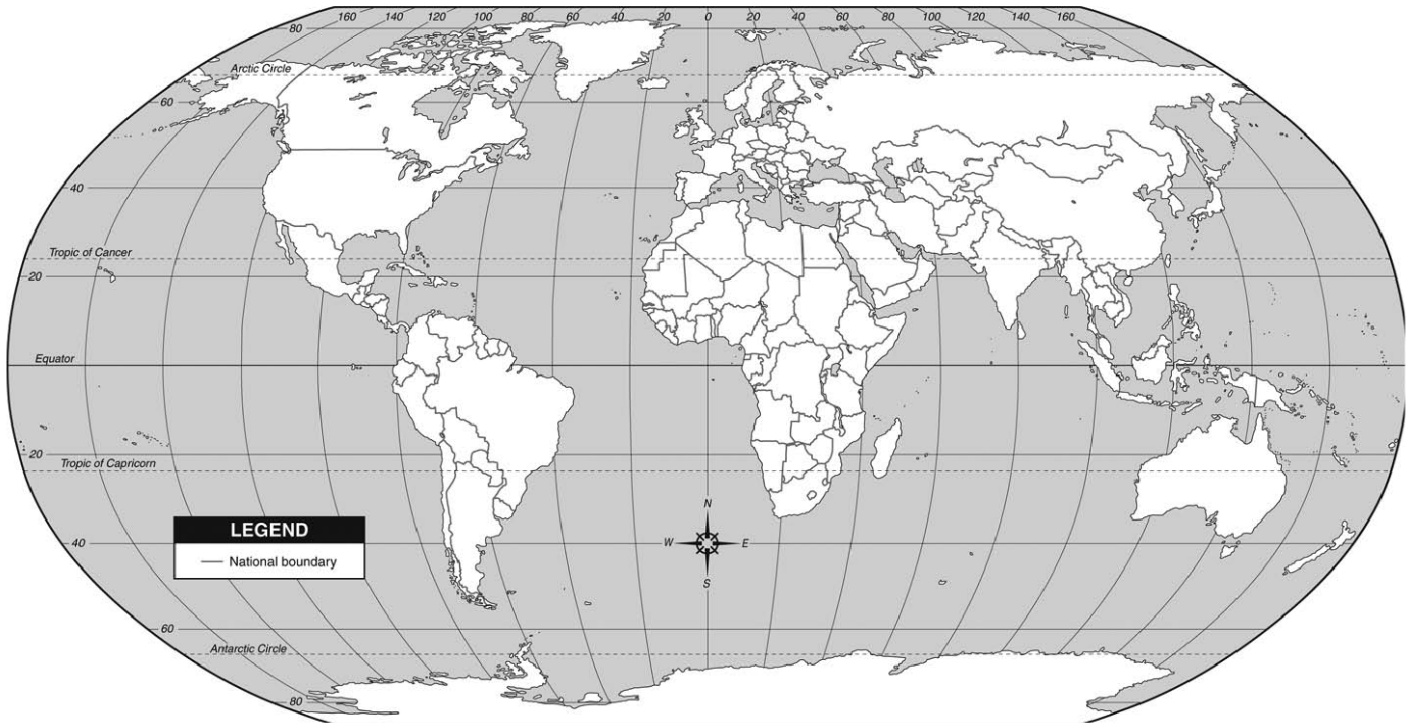 160 140 120 100 80 60 40 20 0 20 40 60 80 100 120 140 160
80
Arctic Circle
60
40
Tropic of Cancer
20
Equator
20
Tropic of Capricorn
N
LEGEND
40
W E
National boundary
S
60
Antarctic Circle
80